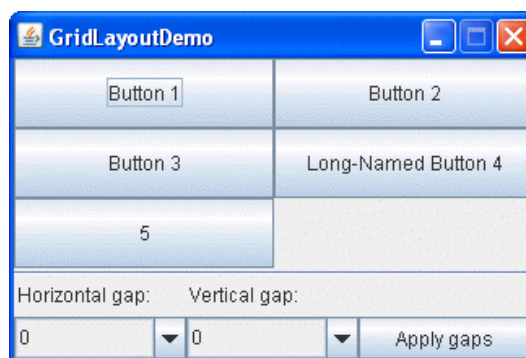 GridLayoutDemo
Button 1 Button 2
Button 3 Long-Named Button 4
5
Horizontal gap: Vertical gap:
0 0 Apply gaps